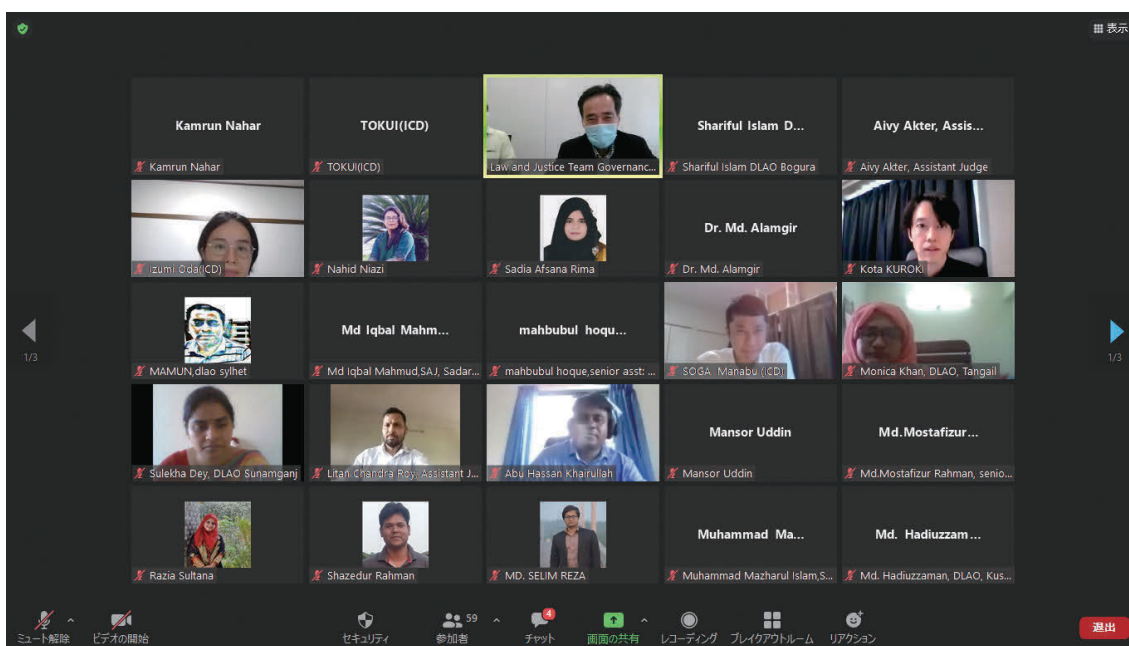 表示
Kamrun Nahar
Kamrun Nahar
TOKUI(ICD)
TOKUI(ICD)
Law and Justice Team Governanc...
Shariful Islam D...
Shariful Islam DLAO Bogura
Aivy Akter, Assis...
Aivy Akter, Assistant Judge
Izumi Oda(ICD)
Nahid Niazi
Sadia Afsana Rima
Dr. Md. Alamgir
Dr. Md. Alamgir
Kota KUROKI
1/3
MAMUN,dlao sylhet
Md Iqbal Mahm...
Md Iqbal Mahmud,SAJ, Sadar...
mahbubul hoqu...
mahbubul hoque,senior asst: ...
SOGA Manabu (ICD)
Monica Khan, DLAO, Tangail
1/3
Sulekha Dey, DLAO Sunamganj
Litan Chandra Roy, Assistant J...
Abu Hassan Khairullah
Mansor Uddin
Mansor Uddin
Md.Mostafizur...
Md.Mostafizur Rahman, senio...
Razia Sultana
Shazedur Rahman
MD. SELIM REZA
Muhammad Ma...
Muhammad Mazharul Islam,S...
Md. Hadiuzzam...
Md. Hadiuzzaman, DLAO, Kus...
ミュート解除
ビデオの開始
セキュリティ
59
参加者
4
チャット
画面の共有
レコーディング
ブレイクアウトルーム
リアクション
退出